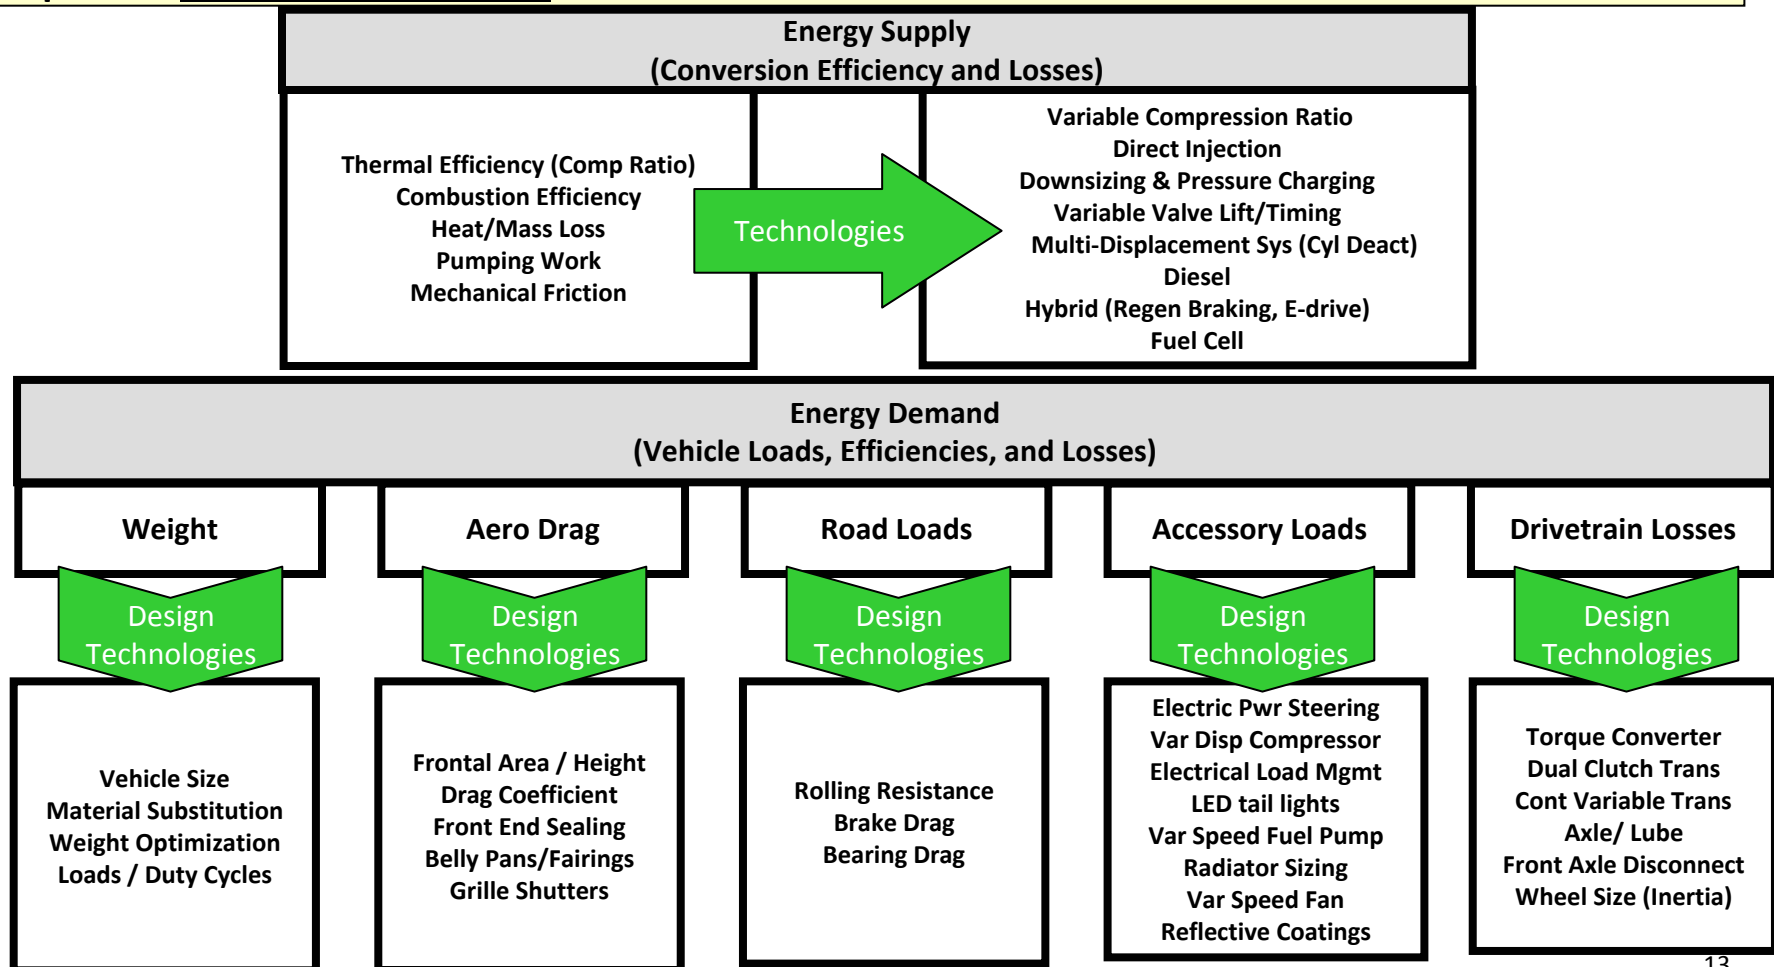 Energy Supply
(Conversion Efficiency and Losses)
Thermal Efficiency (Comp Ratio)
Combustion Efficiency
Heat/Mass Loss
Pumping Work
Mechanical Friction
Technologies
Variable Compression Ratio
Direct Injection
Downsizing & Pressure Charging
Variable Valve Lift/Timing
Multi-Displacement Sys (Cyl Deact)
Diesel
Hybrid (Regen Braking, E-drive)
Fuel Cell
Energy Demand
(Vehicle Loads, Efficiencies, and Losses)
Weight
Design
Technologies
Vehicle Size
Material Substitution
Weight Optimization
Loads / Duty Cycles
Aero Drag
Design
Technologies
Frontal Area / Height
Drag Coefficient
Front End Sealing
Belly Pans/Fairings
Grille Shutters
Road Loads
Design
Technologies
Rolling Resistance
Brake Drag
Bearing Drag
Accessory Loads
Design
Technologies
Electric Pwr Steering
Var Disp Compressor
Electrical Load Mgmt
LED tail lights
Var Speed Fuel Pump
Radiator Sizing
Var Speed Fan
Reflective Coatings
Drivetrain Losses
Design
Technologies
Torque Converter
Dual Clutch Trans
Cont Variable Trans
Axle/ Lube
Front Axle Disconnect
Wheel Size (Inertia)
13